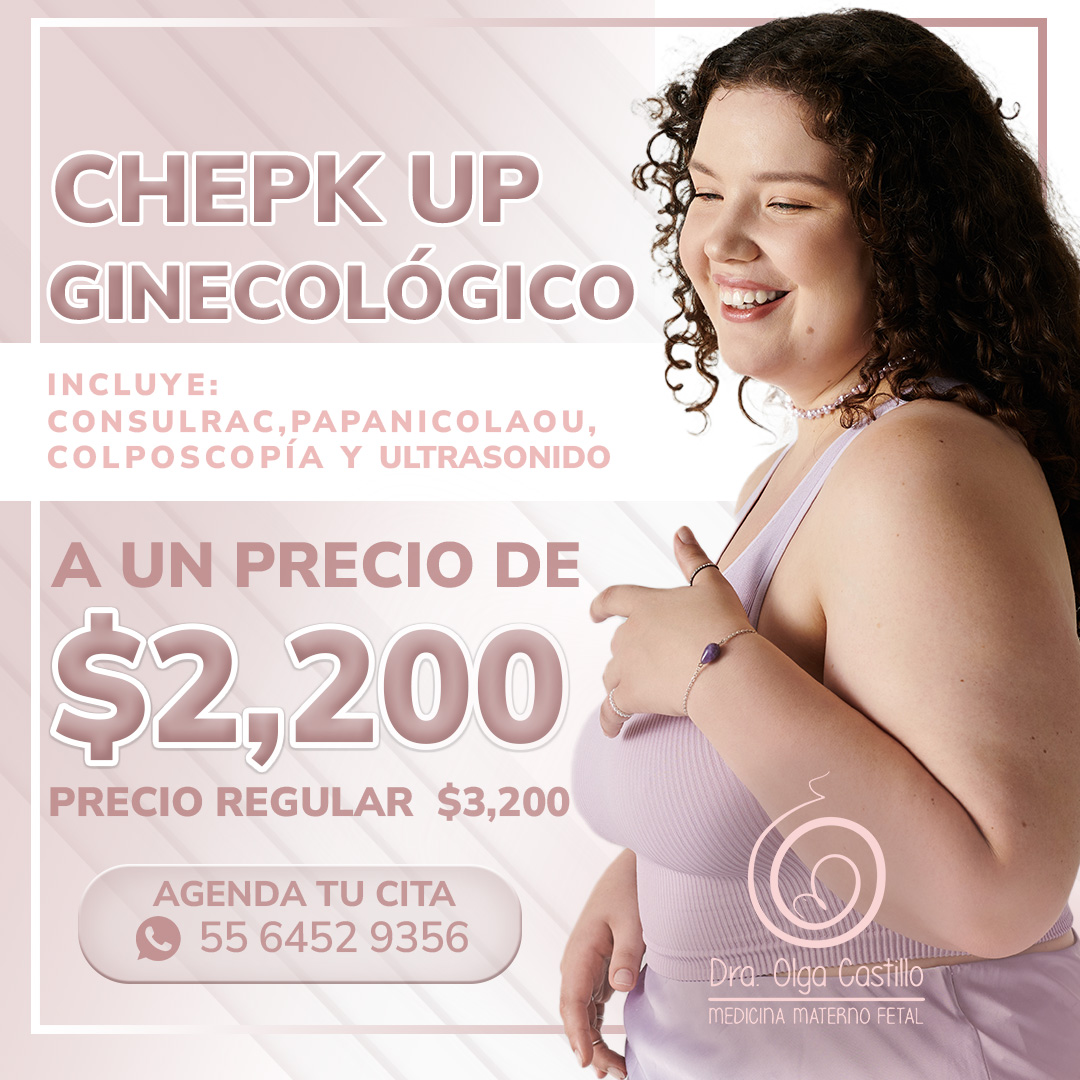 CHEPK UP
GINECOLÓGICO
INCLUYE:
CONSULRAC,PAPANICOLAOU,
COLPOSCOPÍA Y ULTRASONIDO
A UN PRECIO DE
$2,200
PRECIO REGULAR $3,200
AGENDA TU CITA
55 6452 9356
Dra. Olga Castillo
MEDICINA MATERNO FETAL